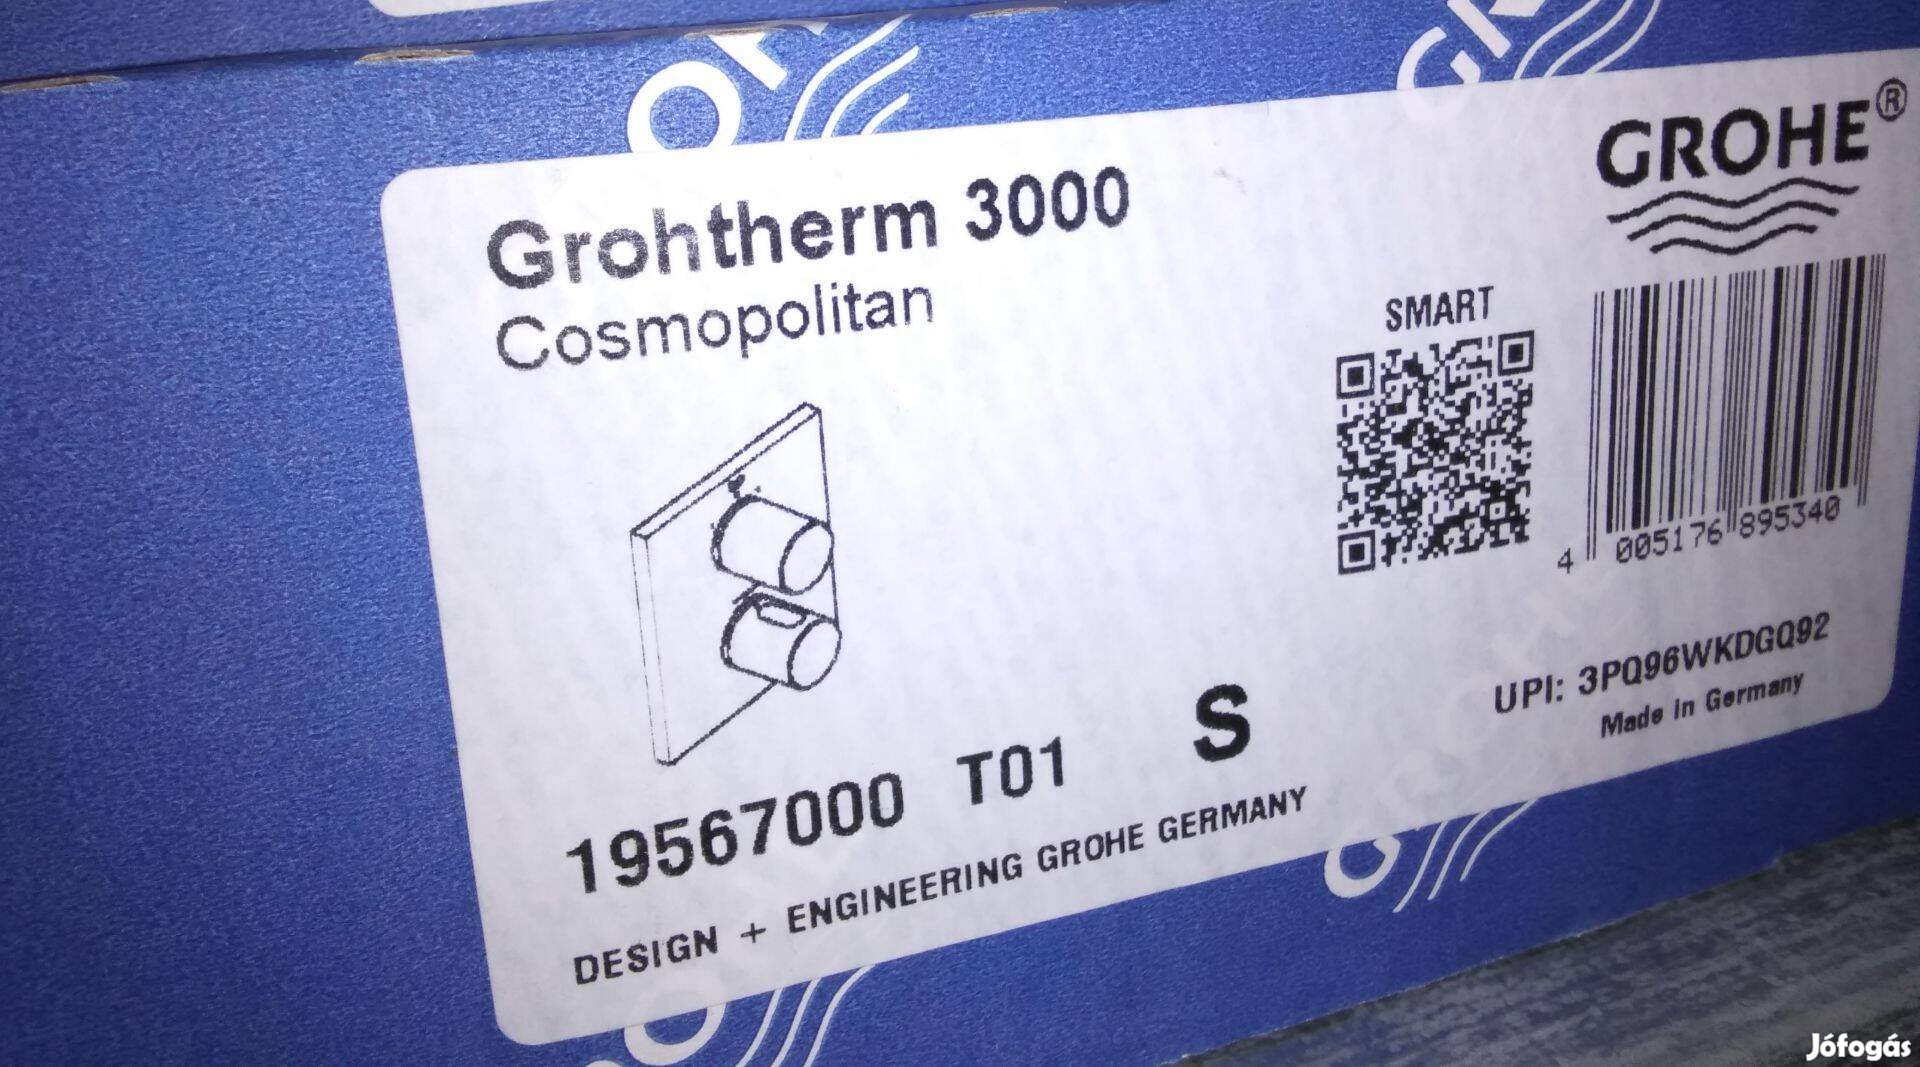 GROHE®
Grohtherm 3000
Cosmopolitan
SMART
4 005176 895340
UPI: 3PQ96WKDGQ92
Made in Germany
19567000 T01 S
DESIGN + ENGINEERING GROHE GERMANY
Jófogás